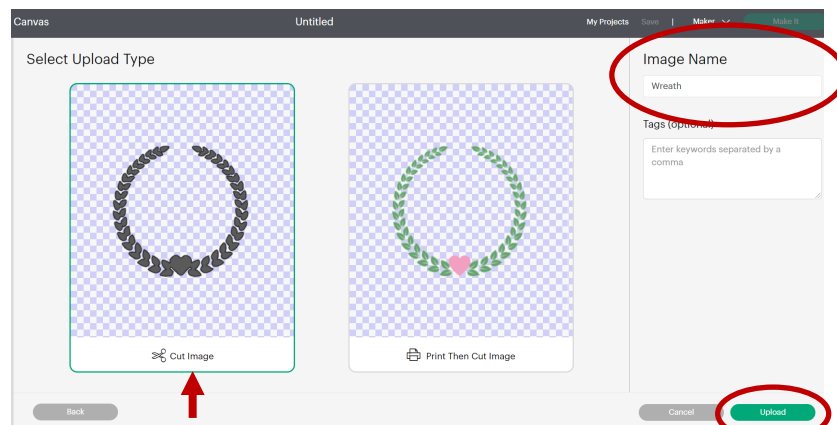 Canvas
Untitled
My Projects
Save
|
Maker
Make It
Select Upload Type
Image Name
Wreath
Tags (optional)
Enter keywords separated by a
comma
Cut Image
Print Then Cut Image
Back
Cancel
Upload